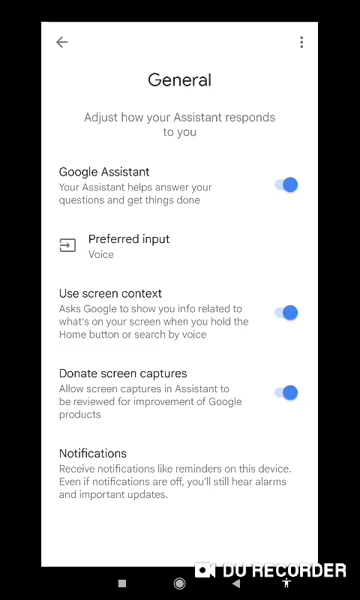 General
Adjust how your Assistant responds
to you
Google Assistant
Your Assistant helps answer your
questions and get things done
Preferred input
Voice
Use screen context
Asks Google to show you info related to
what's on your screen when you hold the
Home button or search by voice
Donate screen captures
Allow screen captures in Assistant to
be reviewed for improvement of Google
products
Notifications
Receive notifications like reminders on this device.
Even if notifications are off, you'll still hear alarms
and important updates.
DU RECORDER